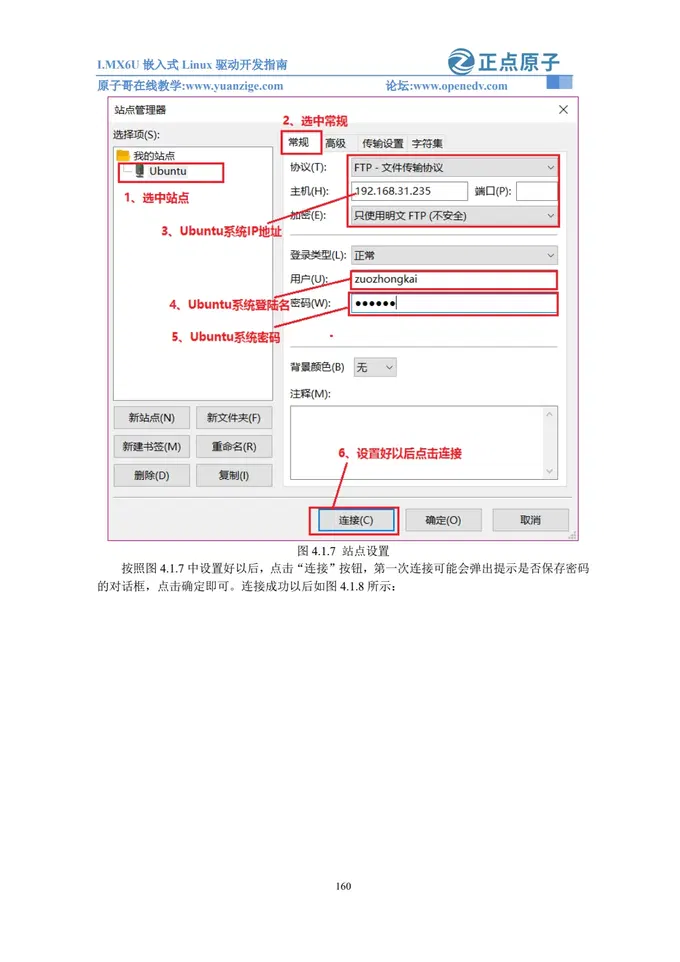 I.MX6U 嵌入式 Linux 驱动开发指南
正点原子
原子哥在线教学:www.yuanzige.com 论坛:www.openedv.com
站点管理器
选择项(S):
我的站点
Ubuntu
1、选中站点
2、选中常规
常规 高级 传输设置 字符集
协议(T): FTP - 文件传输协议
主机(H): 192.168.31.235 端口(P):
3、Ubuntu系统IP地址
加密(E): 只使用明文 FTP (不安全)
登录类型(L): 正常
用户(U): zuozhongkai
4、Ubuntu系统登陆名
密码(W): ●●●●●●
5、Ubuntu系统密码
背景颜色(B) 无
注释(M):
新站点(N) 新文件夹(F)
新建书签(M) 重命名(R)
删除(D) 复制(I)
6、设置好以后点击连接
连接(C) 确定(O) 取消
图 4.1.7 站点设置
按照图 4.1.7 中设置好以后，点击“连接”按钮，第一次连接可能会弹出提示是否保存密码
的对话框，点击确定即可。连接成功以后如图 4.1.8 所示：
160